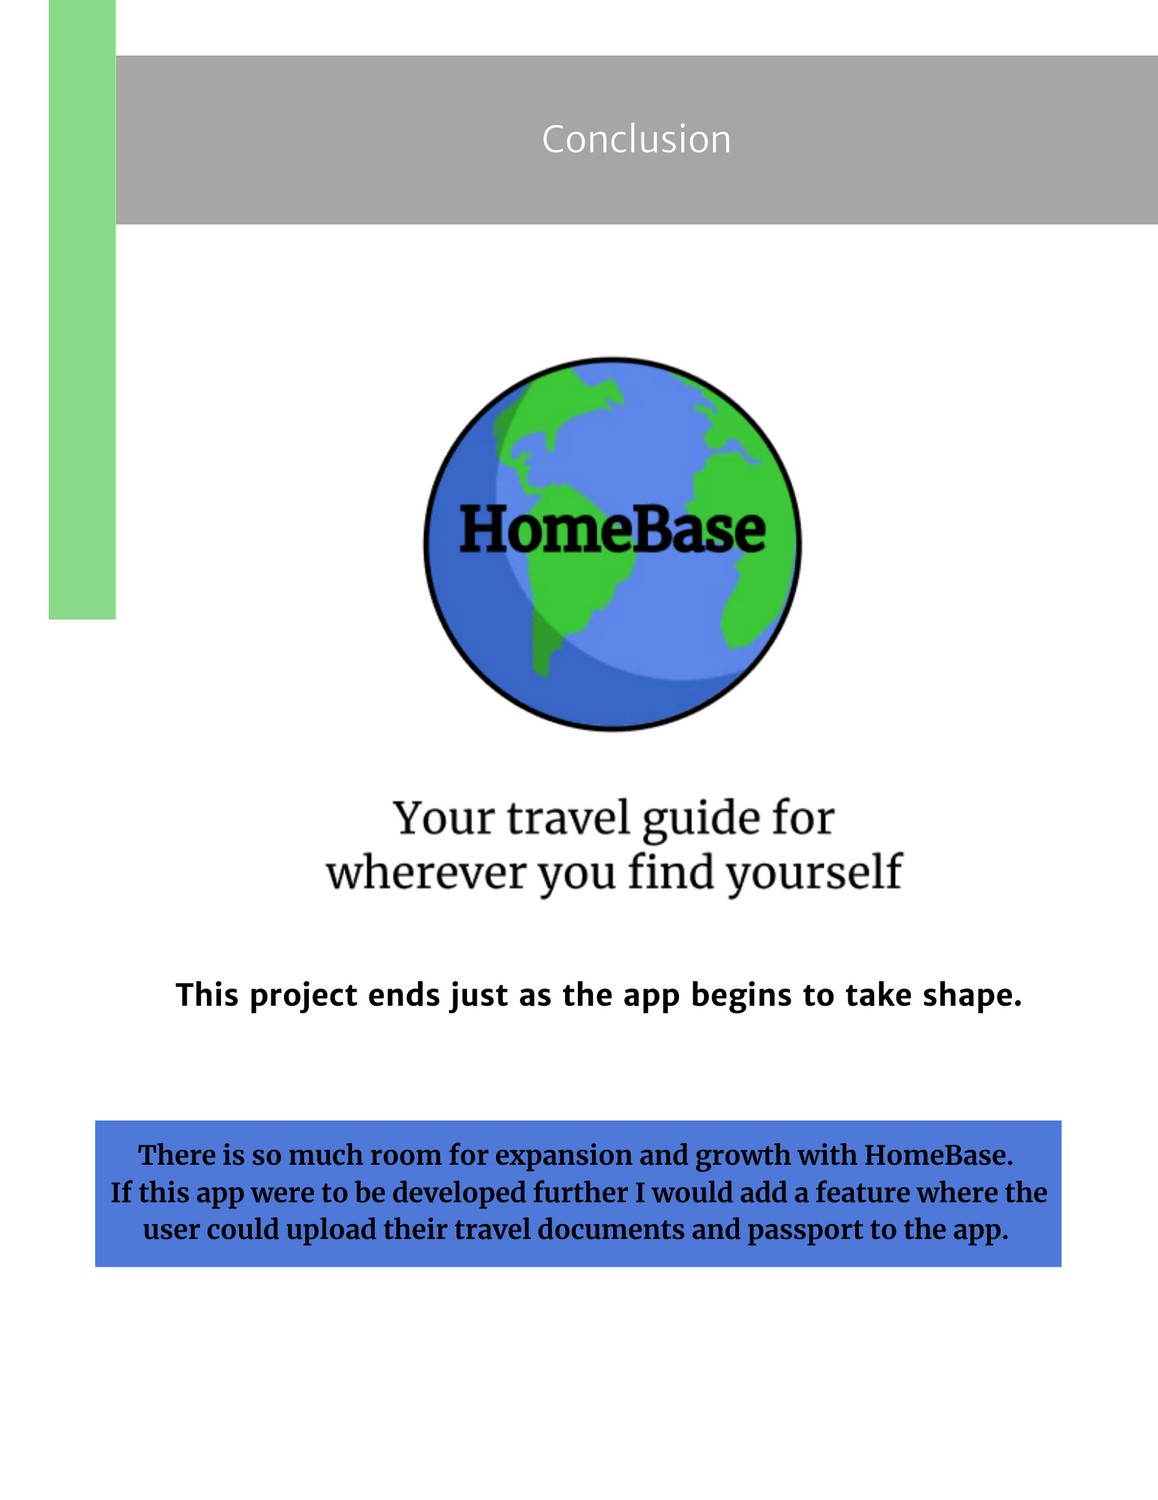 Conclusion
HomeBase
Your travel guide for
wherever you find yourself
This project ends just as the app begins to take shape.
There is so much room for expansion and growth with HomeBase.
If this app were to be developed further I would add a feature where the
user could upload their travel documents and passport to the app.